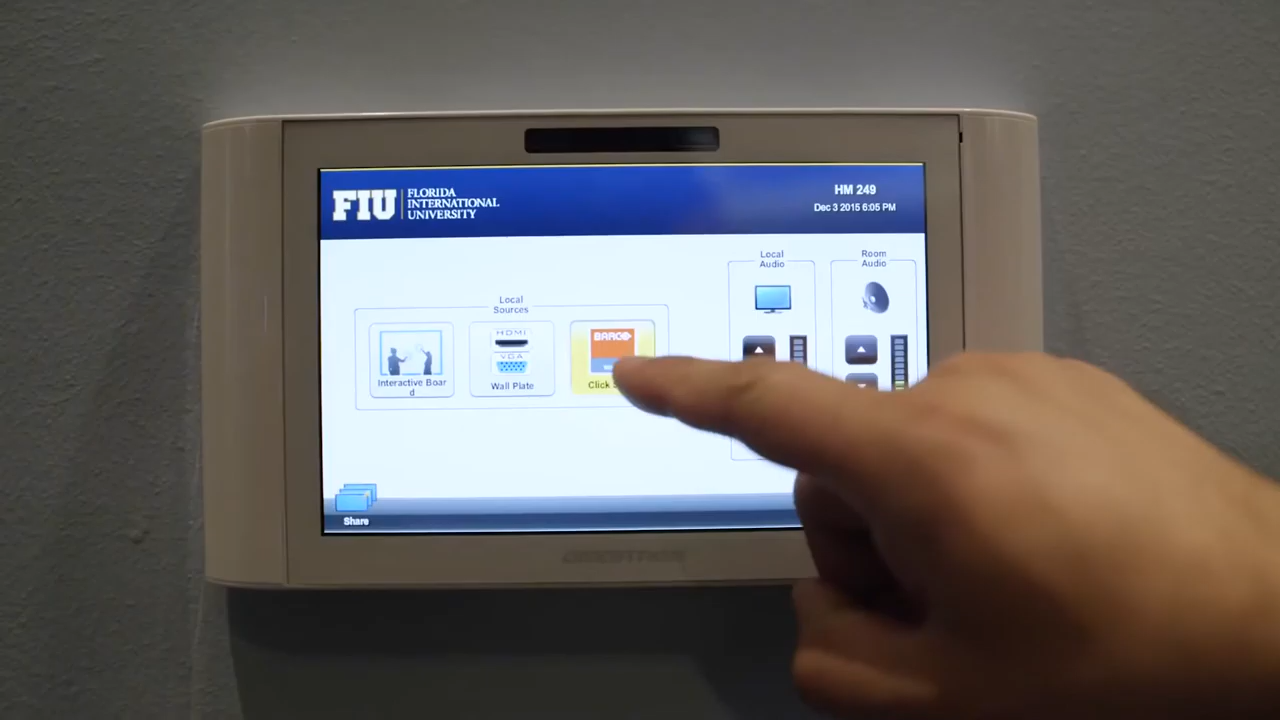 FIU
FLORIDA
INTERNATIONAL
UNIVERSITY
HM 249
Dec 3 2015 6:05 PM
Local
Audio
Room
Audio
Local
Sources
Interactive Boar
d
HDMI
VGA
Wall Plate
BARCO
Click
Share
CRESTRON